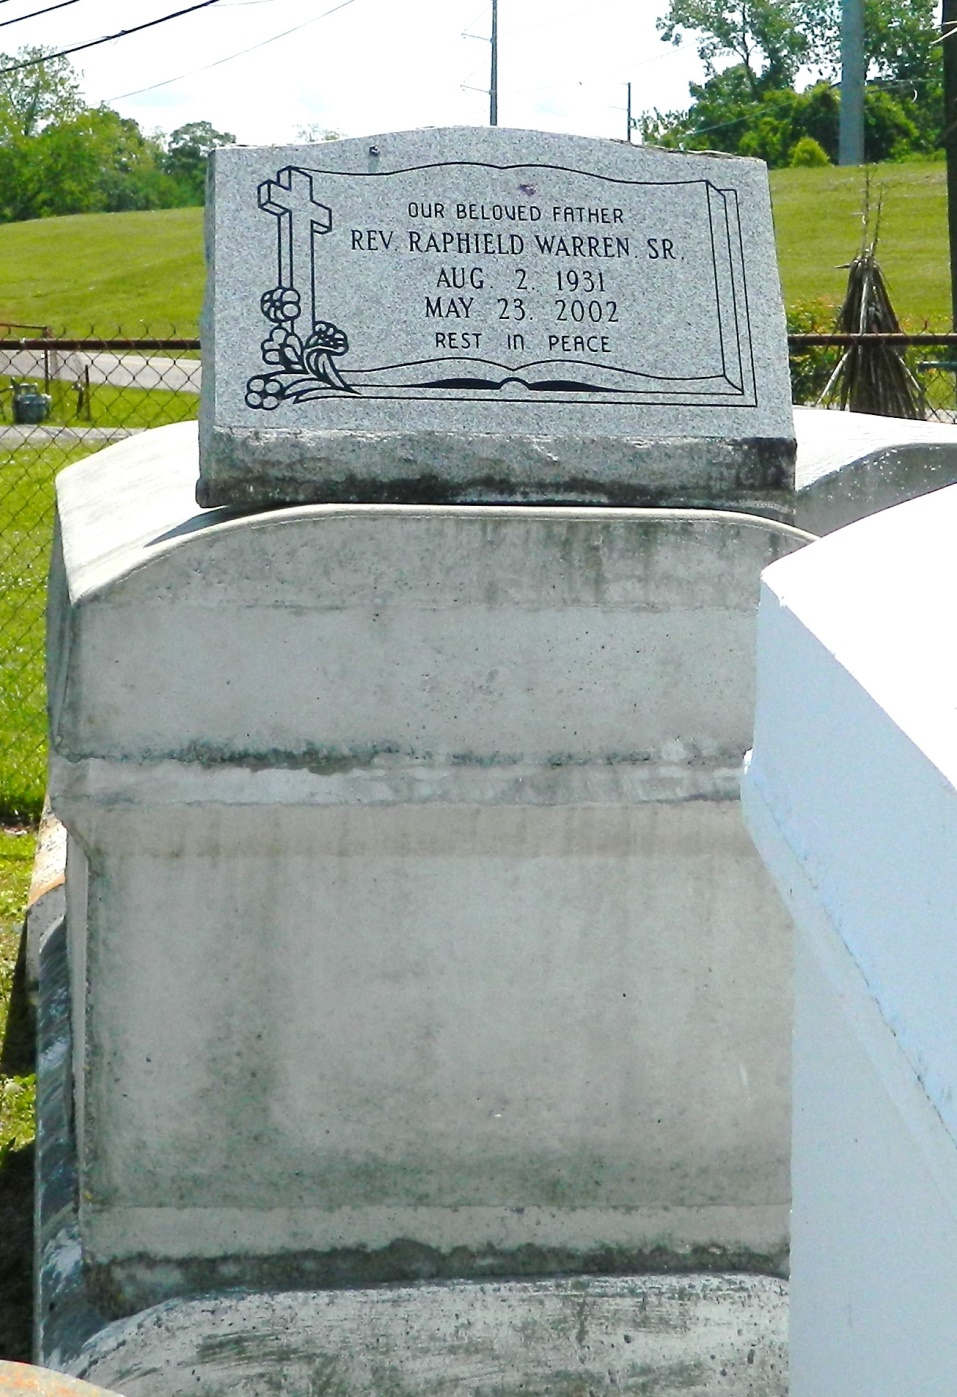 OUR BELOVED FATHER
REV. RAPHIELD WARREN. SR.
AUG. 2. 1931
MAY 23. 2002
REST IN PEACE